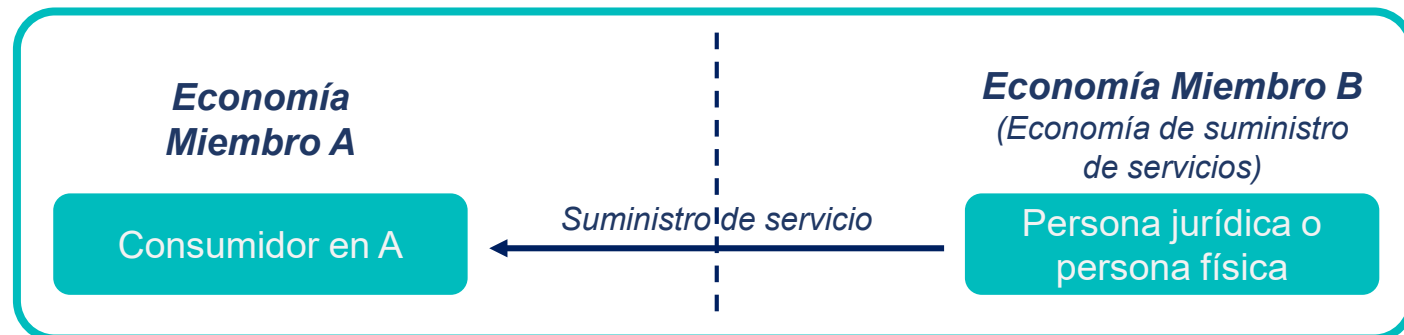 Economía
Miembro A
Consumidor en A
Suministro de servicio
Economía Miembro B
(Economía de suministro
de servicios)
Persona jurídica o
persona física